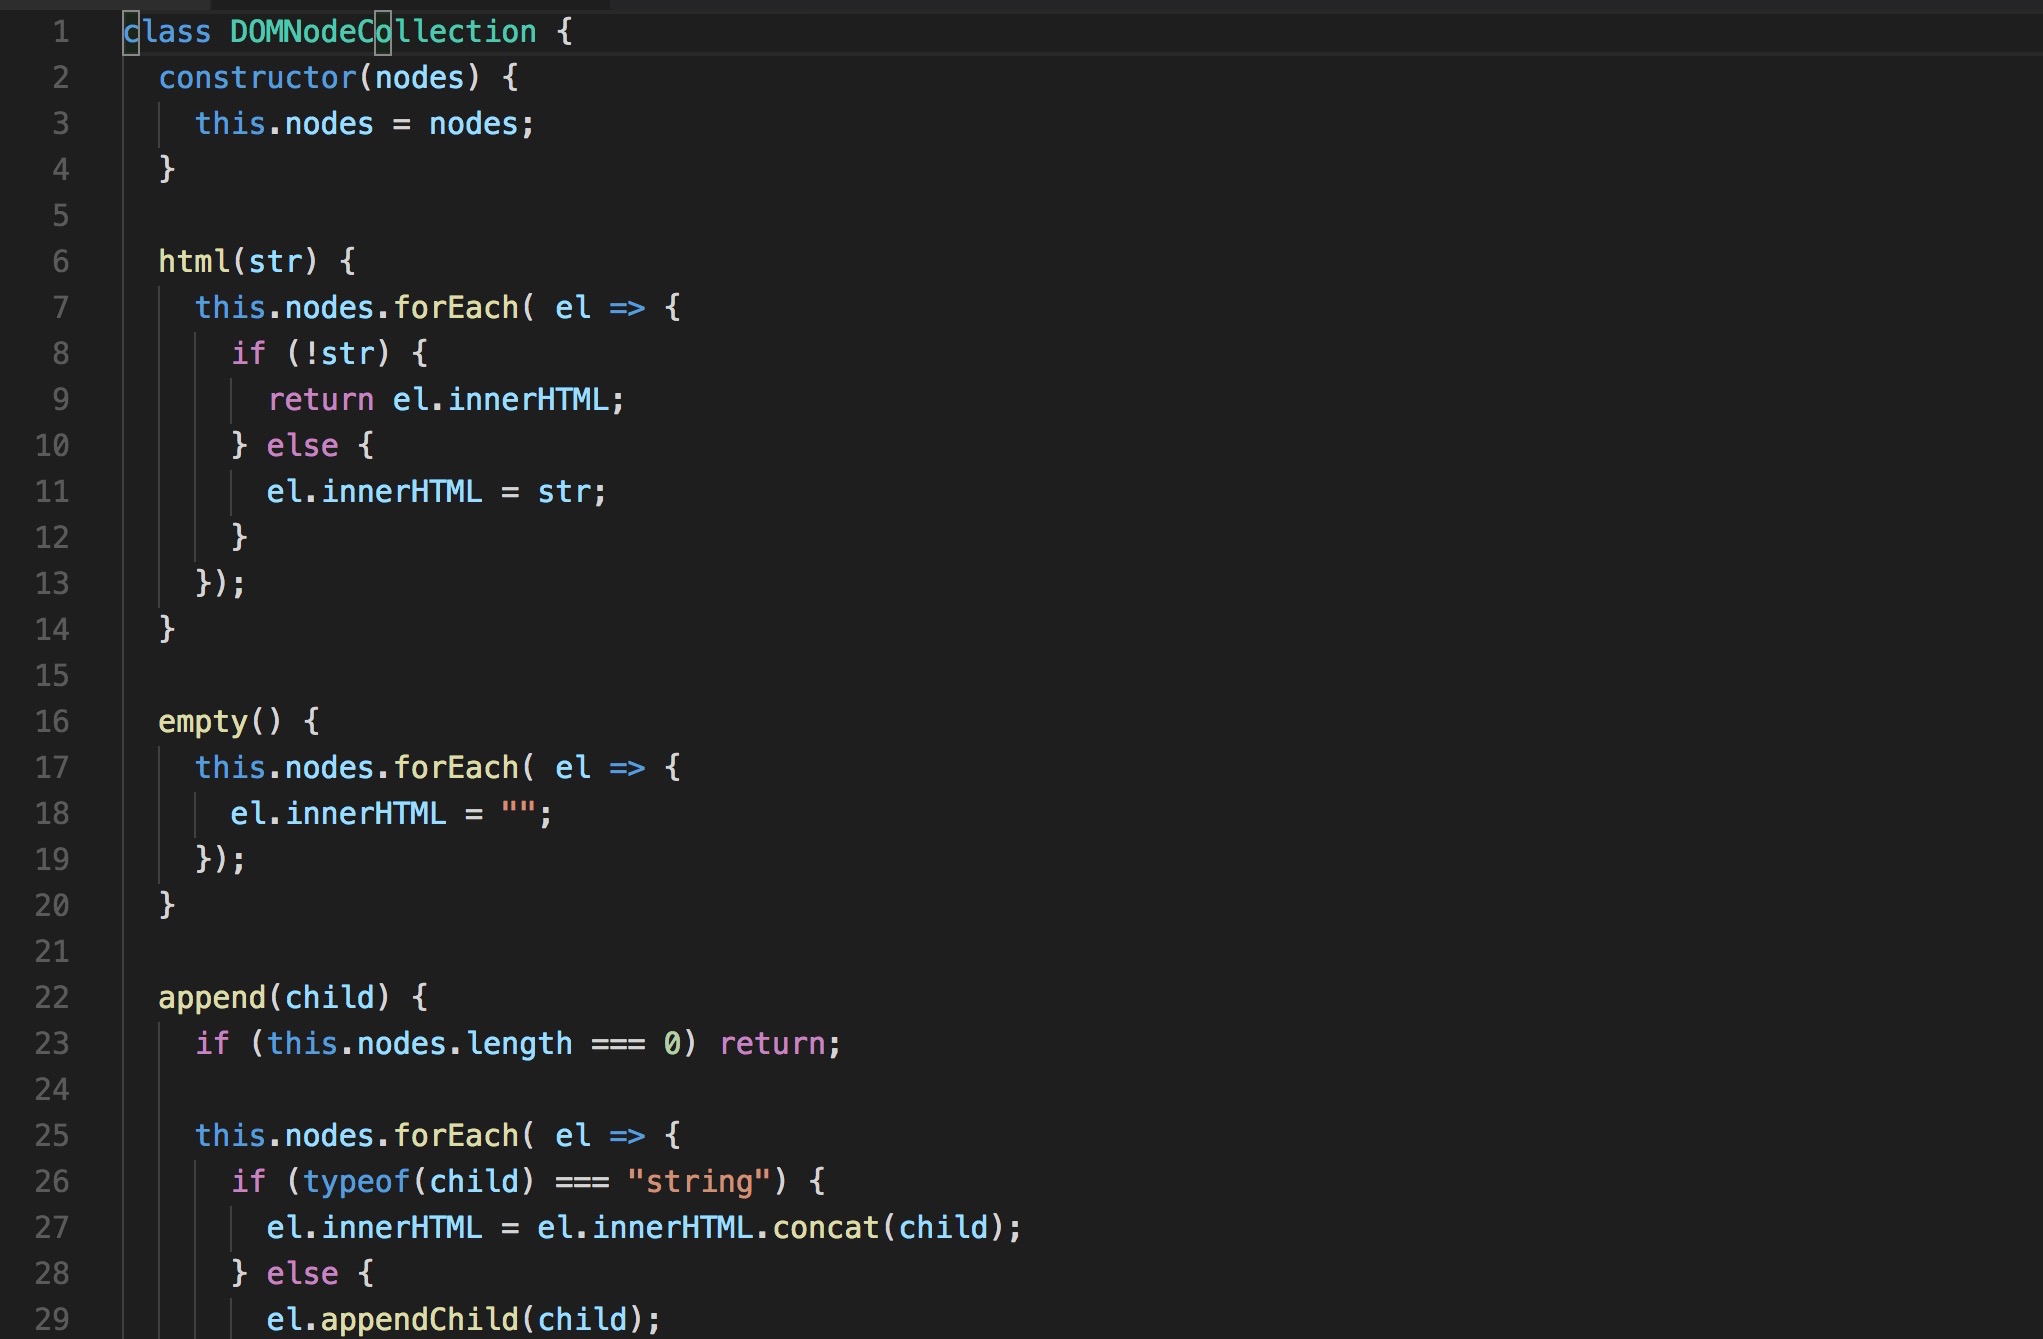 1 class DOMNodeCollection {
2   constructor(nodes) {
3     this.nodes = nodes;
4   }
5
6   html(str) {
7     this.nodes.forEach( el => {
8       if (!str) {
9         return el.innerHTML;
10       } else {
11         el.innerHTML = str;
12       }
13     });
14   }
15
16   empty() {
17     this.nodes.forEach( el => {
18       el.innerHTML = "";
19     });
20   }
21
22   append(child) {
23     if (this.nodes.length === 0) return;
24
25     this.nodes.forEach( el => {
26       if (typeof(child) === "string") {
27         el.innerHTML = el.innerHTML.concat(child);
28       } else {
29         el.appendChild(child);